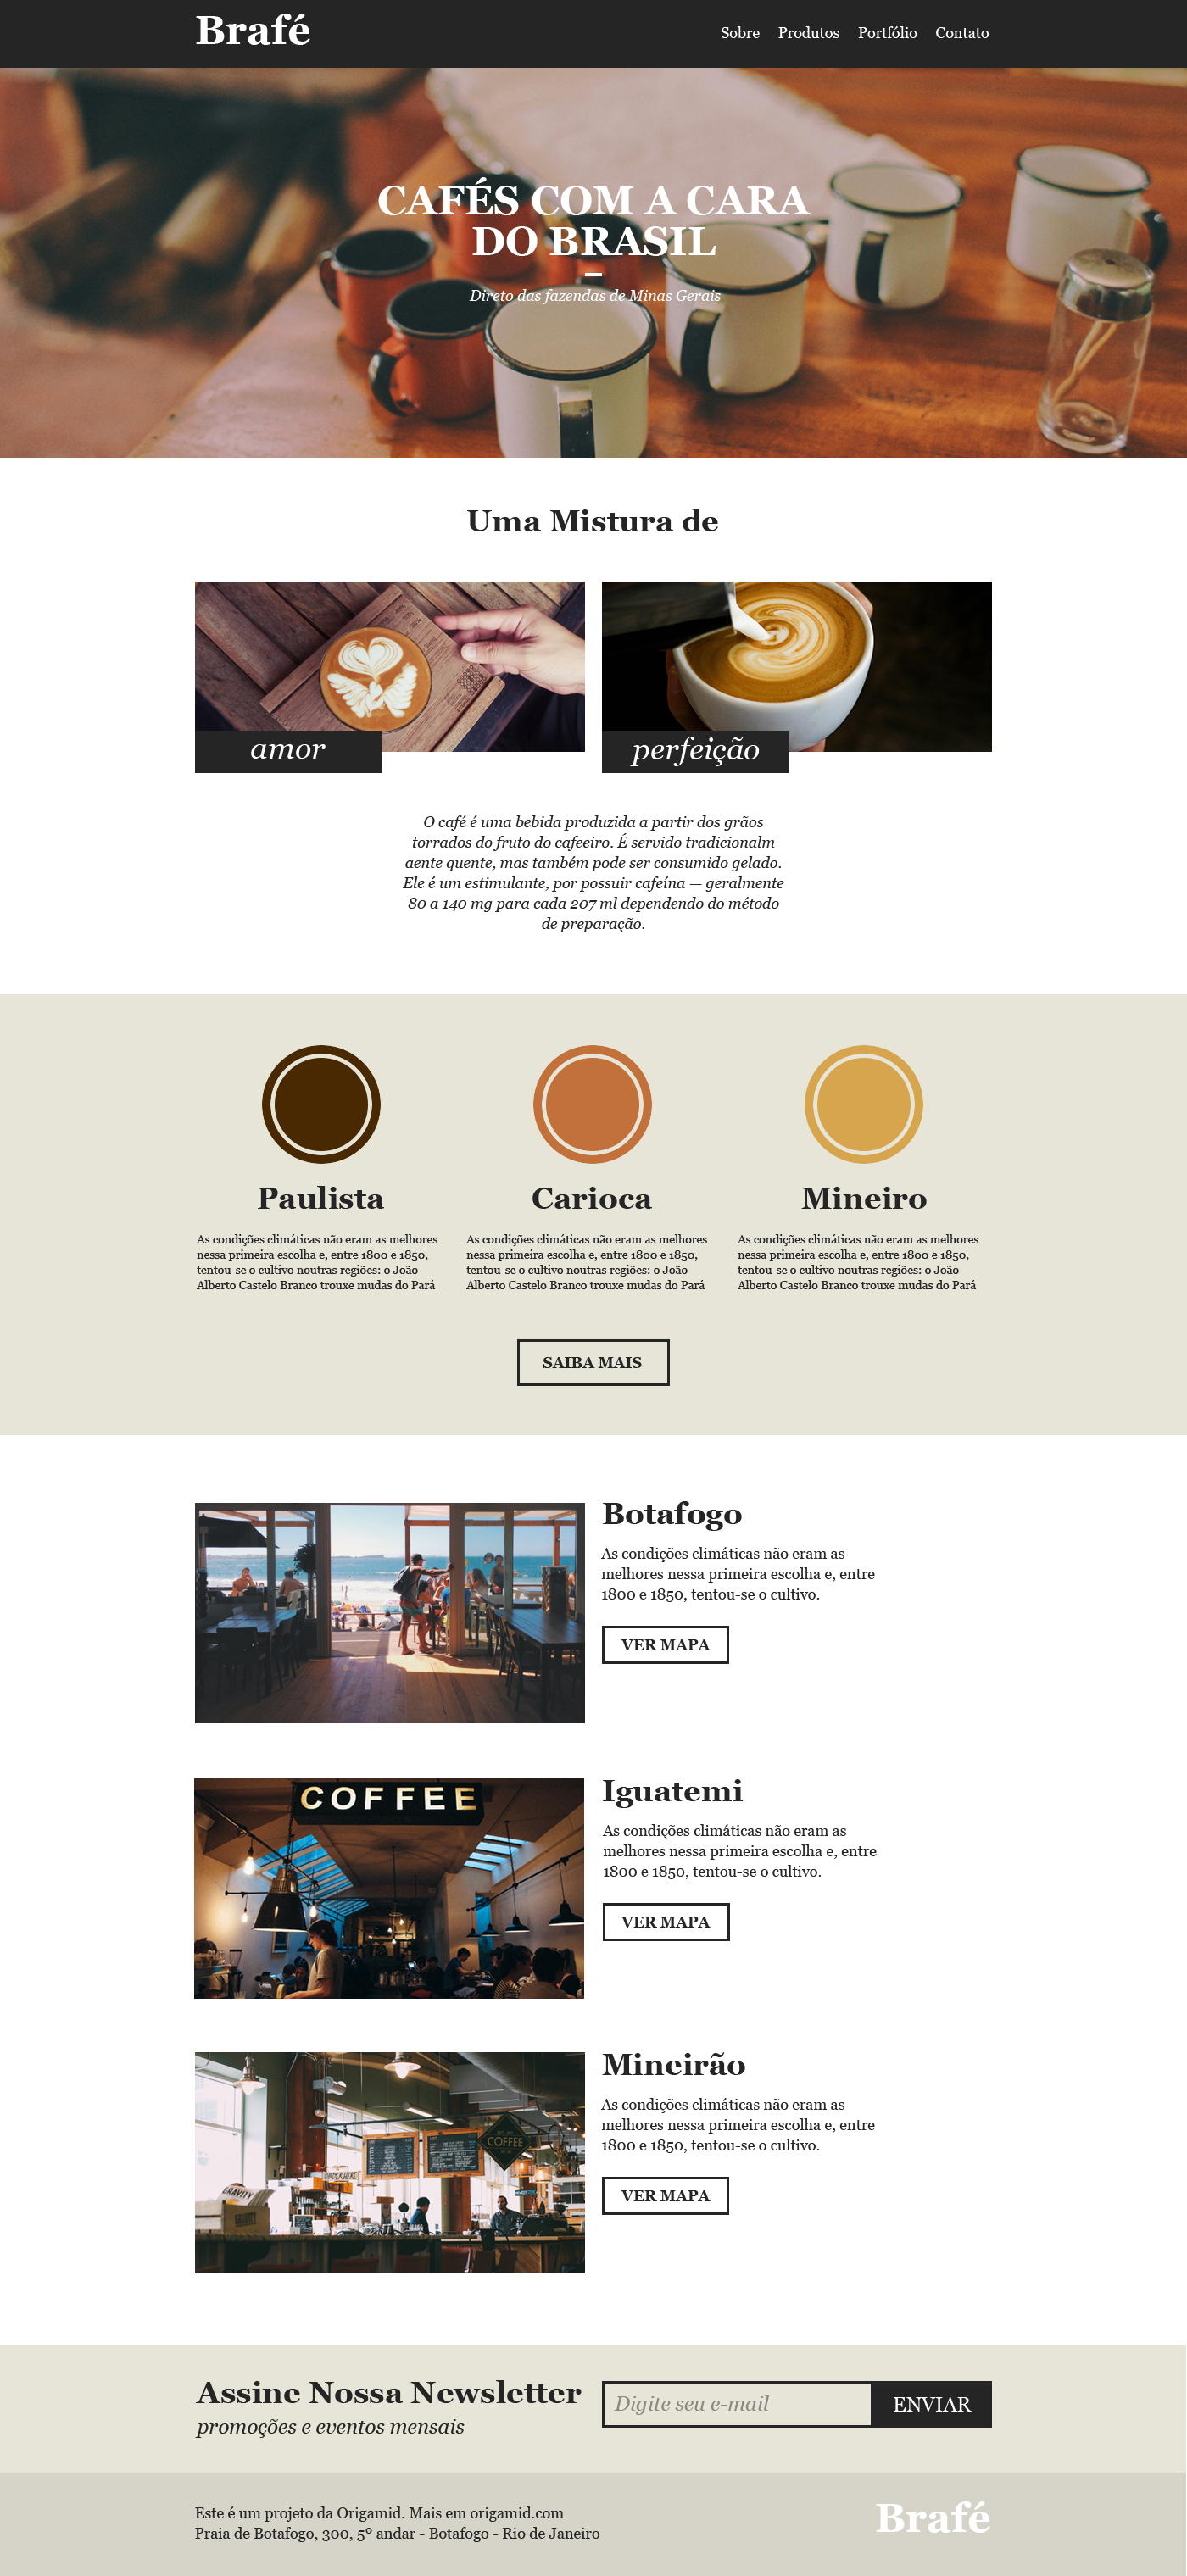 Brafé
Sobre Produtos Portfólio Contato
CAFÉS COM A CARA
DO BRASIL
Direto das fazendas de Minas Gerais
Uma Mistura de
amor
perfeição
O café é uma bebida produzida a partir dos grãos
torrados do fruto do cafeeiro. É servido tradicionalm
aente quente, mas também pode ser consumido gelado.
Ele é um estimulante, por possuir cafeína — geralmente
80 a 140 mg para cada 207 ml dependendo do método
de preparação.
Paulista
As condições climáticas não eram as melhores
nessa primeira escolha e, entre 1800 e 1850,
tentou-se o cultivo noutras regiões: o João
Alberto Castelo Branco trouxe mudas do Pará
Carioca
As condições climáticas não eram as melhores
nessa primeira escolha e, entre 1800 e 1850,
tentou-se o cultivo noutras regiões: o João
Alberto Castelo Branco trouxe mudas do Pará
Mineiro
As condições climáticas não eram as melhores
nessa primeira escolha e, entre 1800 e 1850,
tentou-se o cultivo noutras regiões: o João
Alberto Castelo Branco trouxe mudas do Pará
SAIBA MAIS
Botafogo
As condições climáticas não eram as
melhores nessa primeira escolha e, entre
1800 e 1850, tentou-se o cultivo.
VER MAPA
COFFEE
Iguatemi
As condições climáticas não eram as
melhores nessa primeira escolha e, entre
1800 e 1850, tentou-se o cultivo.
VER MAPA
COFFEE
GRAVITY
Mineirão
As condições climáticas não eram as
melhores nessa primeira escolha e, entre
1800 e 1850, tentou-se o cultivo.
VER MAPA
Assine Nossa Newsletter
promoções e eventos mensais
Digite seu e-mail
ENVIAR
Este é um projeto da Origamid. Mais em origamid.com
Praia de Botafogo, 300, 5º andar - Botafogo - Rio de Janeiro
Brafé